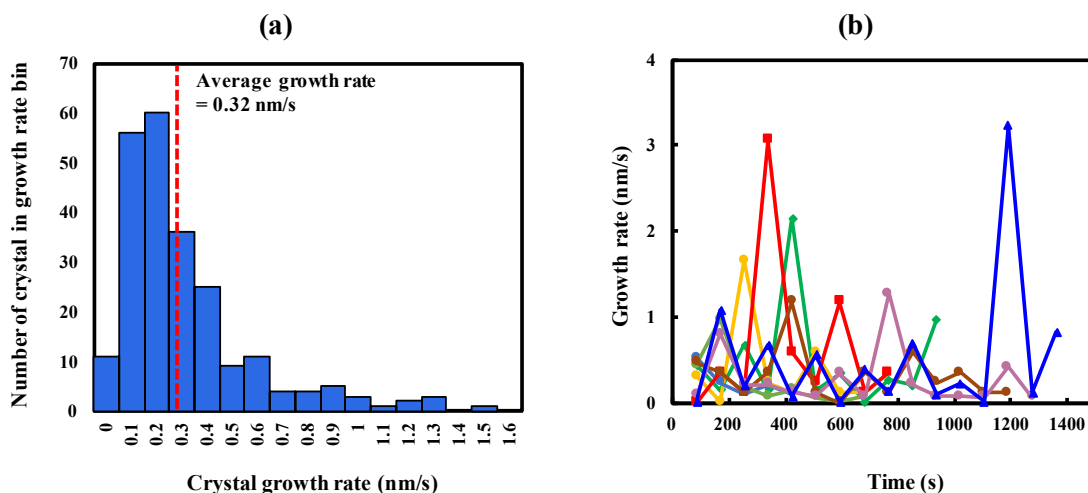 (a)
Number of crystal in growth rate bin
70
60
50
40
30
20
10
0
Average growth rate
= 0.32 nm/s
0 0.1 0.2 0.3 0.4 0.5 0.6 0.7 0.8 0.9 1 1.1 1.2 1.3 1.4 1.5 1.6
Crystal growth rate (nm/s)
(b)
Growth rate (nm/s)
4
3
2
1
0
0 200 400 600 800 1000 1200 1400
Time (s)